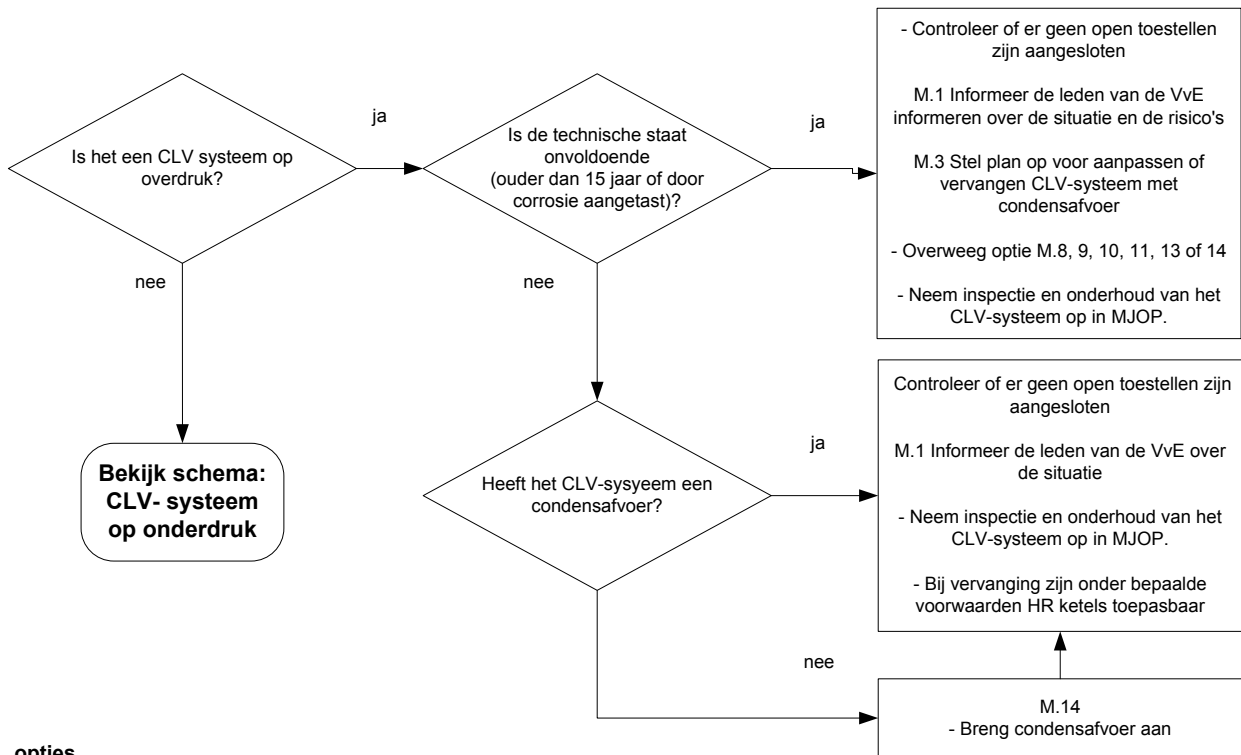 Is het een CLV systeem op
overdruk?
ja
nee
Bekijk schema:
CLV- systeem
op onderdruk
Is de technische staat
onvoldoende
(ouder dan 15 jaar of door
corrosie aangetast)?
ja
nee
- Controleer of er geen open toestellen
zijn aangesloten
M.1 Informeer de leden van de VvE
informeren over de situatie en de risico's
M.3 Stel plan op voor aanpassen of
vervangen CLV-systeem met
condensafvoer
- Overweeg optie M.8, 9, 10, 11, 13 of 14
- Neem inspectie en onderhoud van het
CLV-systeem op in MJOP.
Heeft het CLV-sysyeem een
condensafvoer?
ja
nee
Controleer of er geen open toestellen zijn
aangesloten
M.1 Informeer de leden van de VvE over
de situatie
- Neem inspectie en onderhoud van het
CLV-systeem op in MJOP.
- Bij vervanging zijn onder bepaalde
voorwaarden HR ketels toepasbaar
M.14
- Breng condensafvoer aan
opties